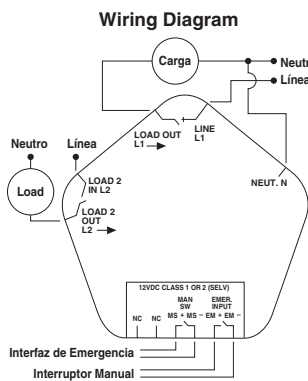 Wiring Diagram
Carga
Neutro
Línea
LOAD OUT
L1
LINE
L1
Neutro
Línea
Load
LOAD 2
IN L2
LOAD 2
OUT
L2
NEUT. N
12VDC CLASS 1 OR 2 (SELV)
MAN
SW
EMER.
INPUT
NC
NC
MS + MS –
EM + EM –
Interfaz de Emergencia
Interruptor Manual